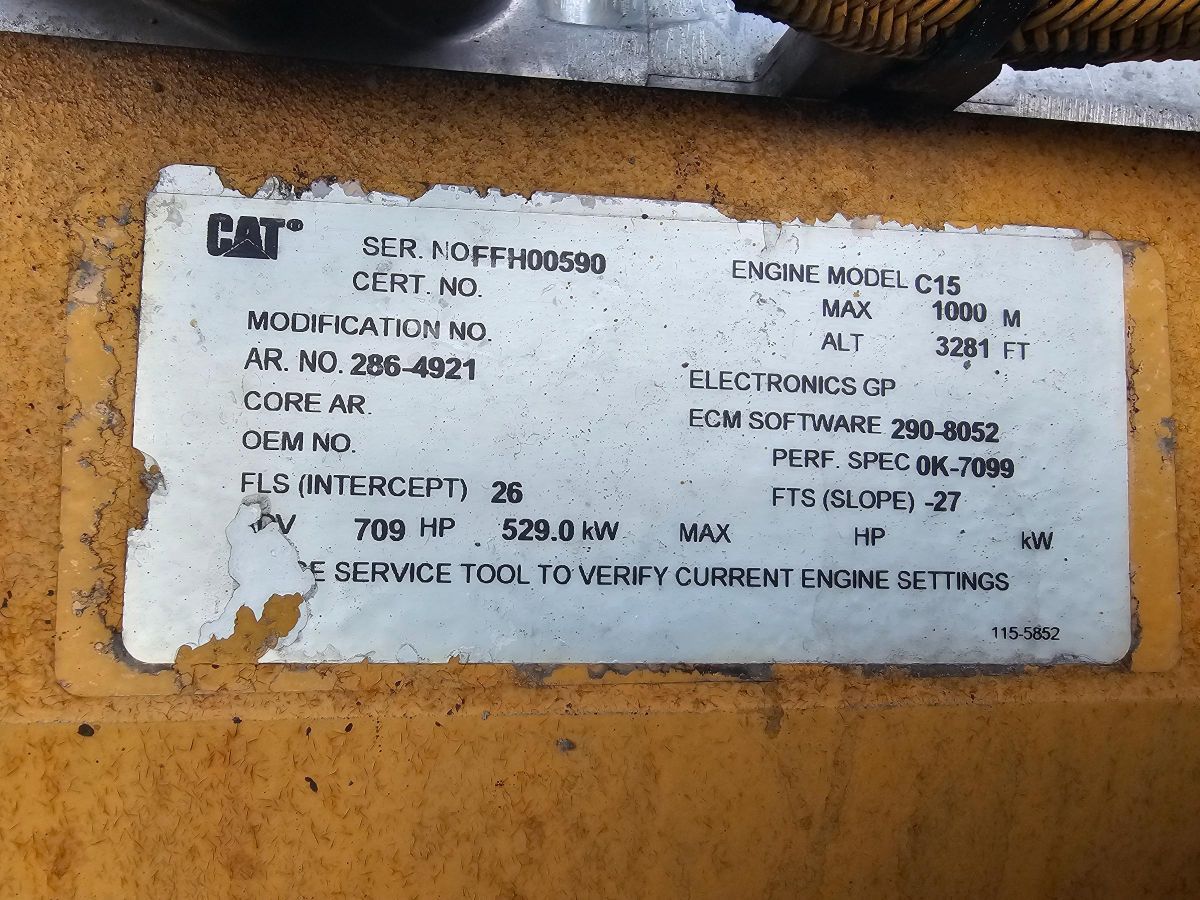 CAT®
SER. NO FFH00590
CERT. NO.
MODIFICATION NO.
AR. NO. 286-4921
CORE AR.
OEM NO.
FLS (INTERCEPT) 26
ENGINE MODEL C15
MAX 1000 M
ALT 3281 FT
ELECTRONICS GP
ECM SOFTWARE 290-8052
PERF. SPEC 0K-7099
FTS (SLOPE) -27
709 HP 529.0 kW MAX HP kW
SERVICE TOOL TO VERIFY CURRENT ENGINE SETTINGS
115-5852